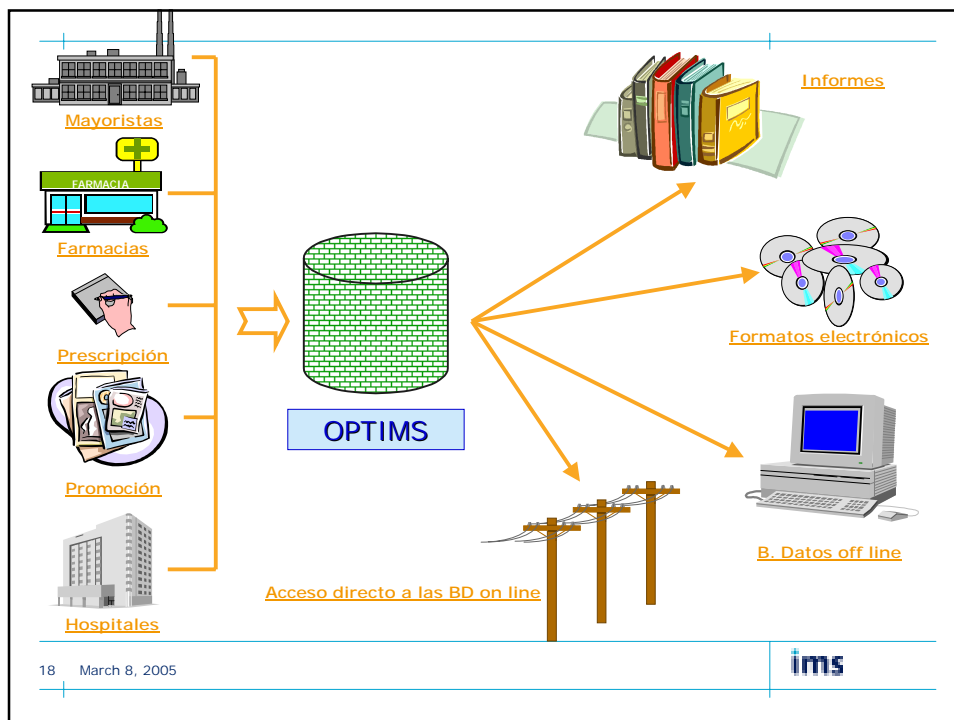 Mayoristas
FARMACIA
Farmacias
Prescripción
Promoción
Hospitales
OPTIMS
Informes
Formatos electrónicos
B. Datos off line
Acceso directo a las BD on line
18 March 8, 2005
ims